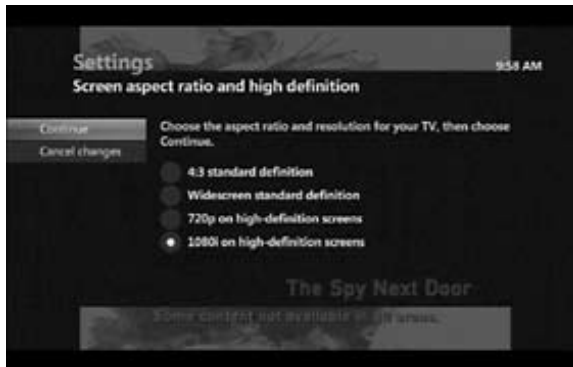 Settings
9:58 AM
Screen aspect ratio and high definition
Continue
Cancel changes
Choose the aspect ratio and resolution for your TV, then choose
Continue.
4:3 standard definition
Widescreen standard definition
720p on high-definition screens
1080i on high-definition screens
The Spy Next Door
Some content not available in all areas.